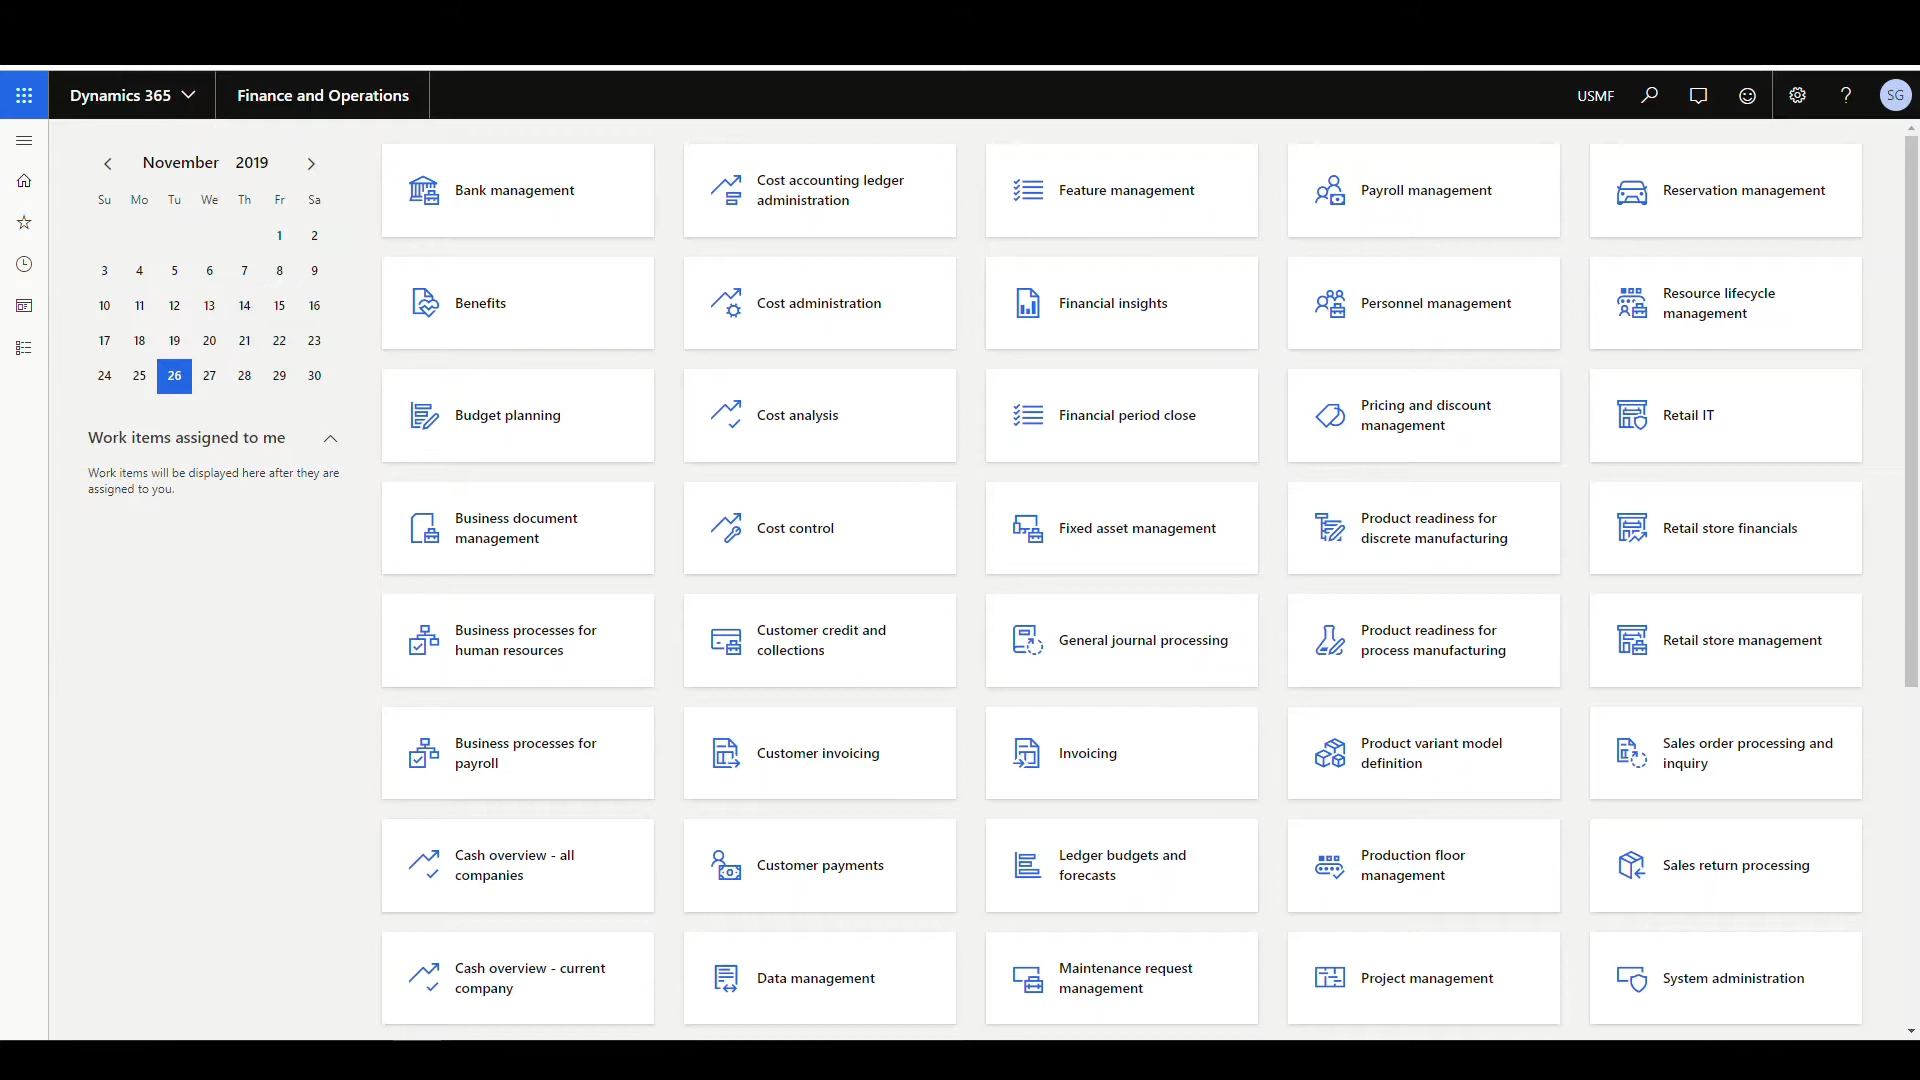 Dynamics 365
Finance and Operations
USMF
?
SG
November 2019
Su Mo Tu We Th Fr Sa
1 2
3 4 5 6 7 8 9
10 11 12 13 14 15 16
17 18 19 20 21 22 23
24 25 26 27 28 29 30
Work items assigned to me
Work items will be displayed here after they are
assigned to you.
Bank management
Cost accounting ledger
administration
Feature management
Payroll management
Reservation management
Benefits
Cost administration
Financial insights
Personnel management
Resource lifecycle
management
Budget planning
Cost analysis
Financial period close
Pricing and discount
management
Retail IT
Business document
management
Cost control
Fixed asset management
Product readiness for
discrete manufacturing
Retail store financials
Business processes for
human resources
Customer credit and
collections
General journal processing
Product readiness for
process manufacturing
Retail store management
Business processes for
payroll
Customer invoicing
Invoicing
Product variant model
definition
Sales order processing and
inquiry
Cash overview - all
companies
Customer payments
Ledger budgets and
forecasts
Production floor
management
Sales return processing
Cash overview - current
company
Data management
Maintenance request
management
Project management
System administration